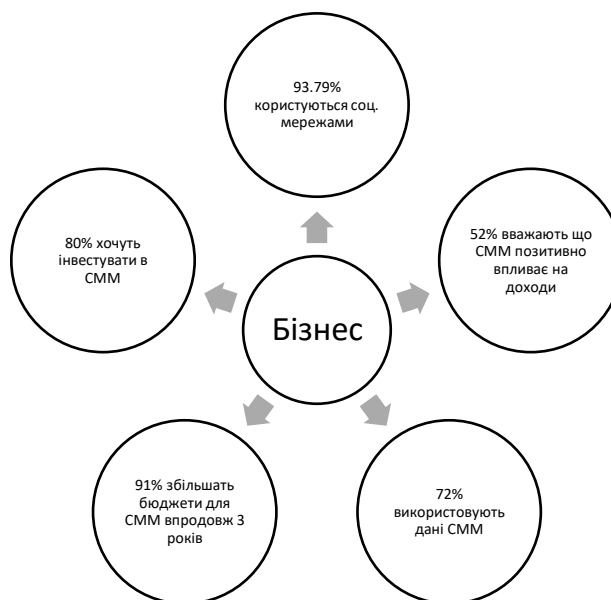 93.79%
користуються соц.
мережами
52% вважають що
СММ позитивно
впливає на
доходи
72%
використовують
дані СММ
91% збільшать
бюджети для
СММ впродовж 3
років
80% хочуть
інвестувати в
СММ
Бізнес